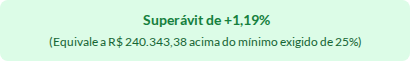 Superávit de +1,19%
(Equivale a R$ 240.343,38 acima do mínimo exigido de 25%)